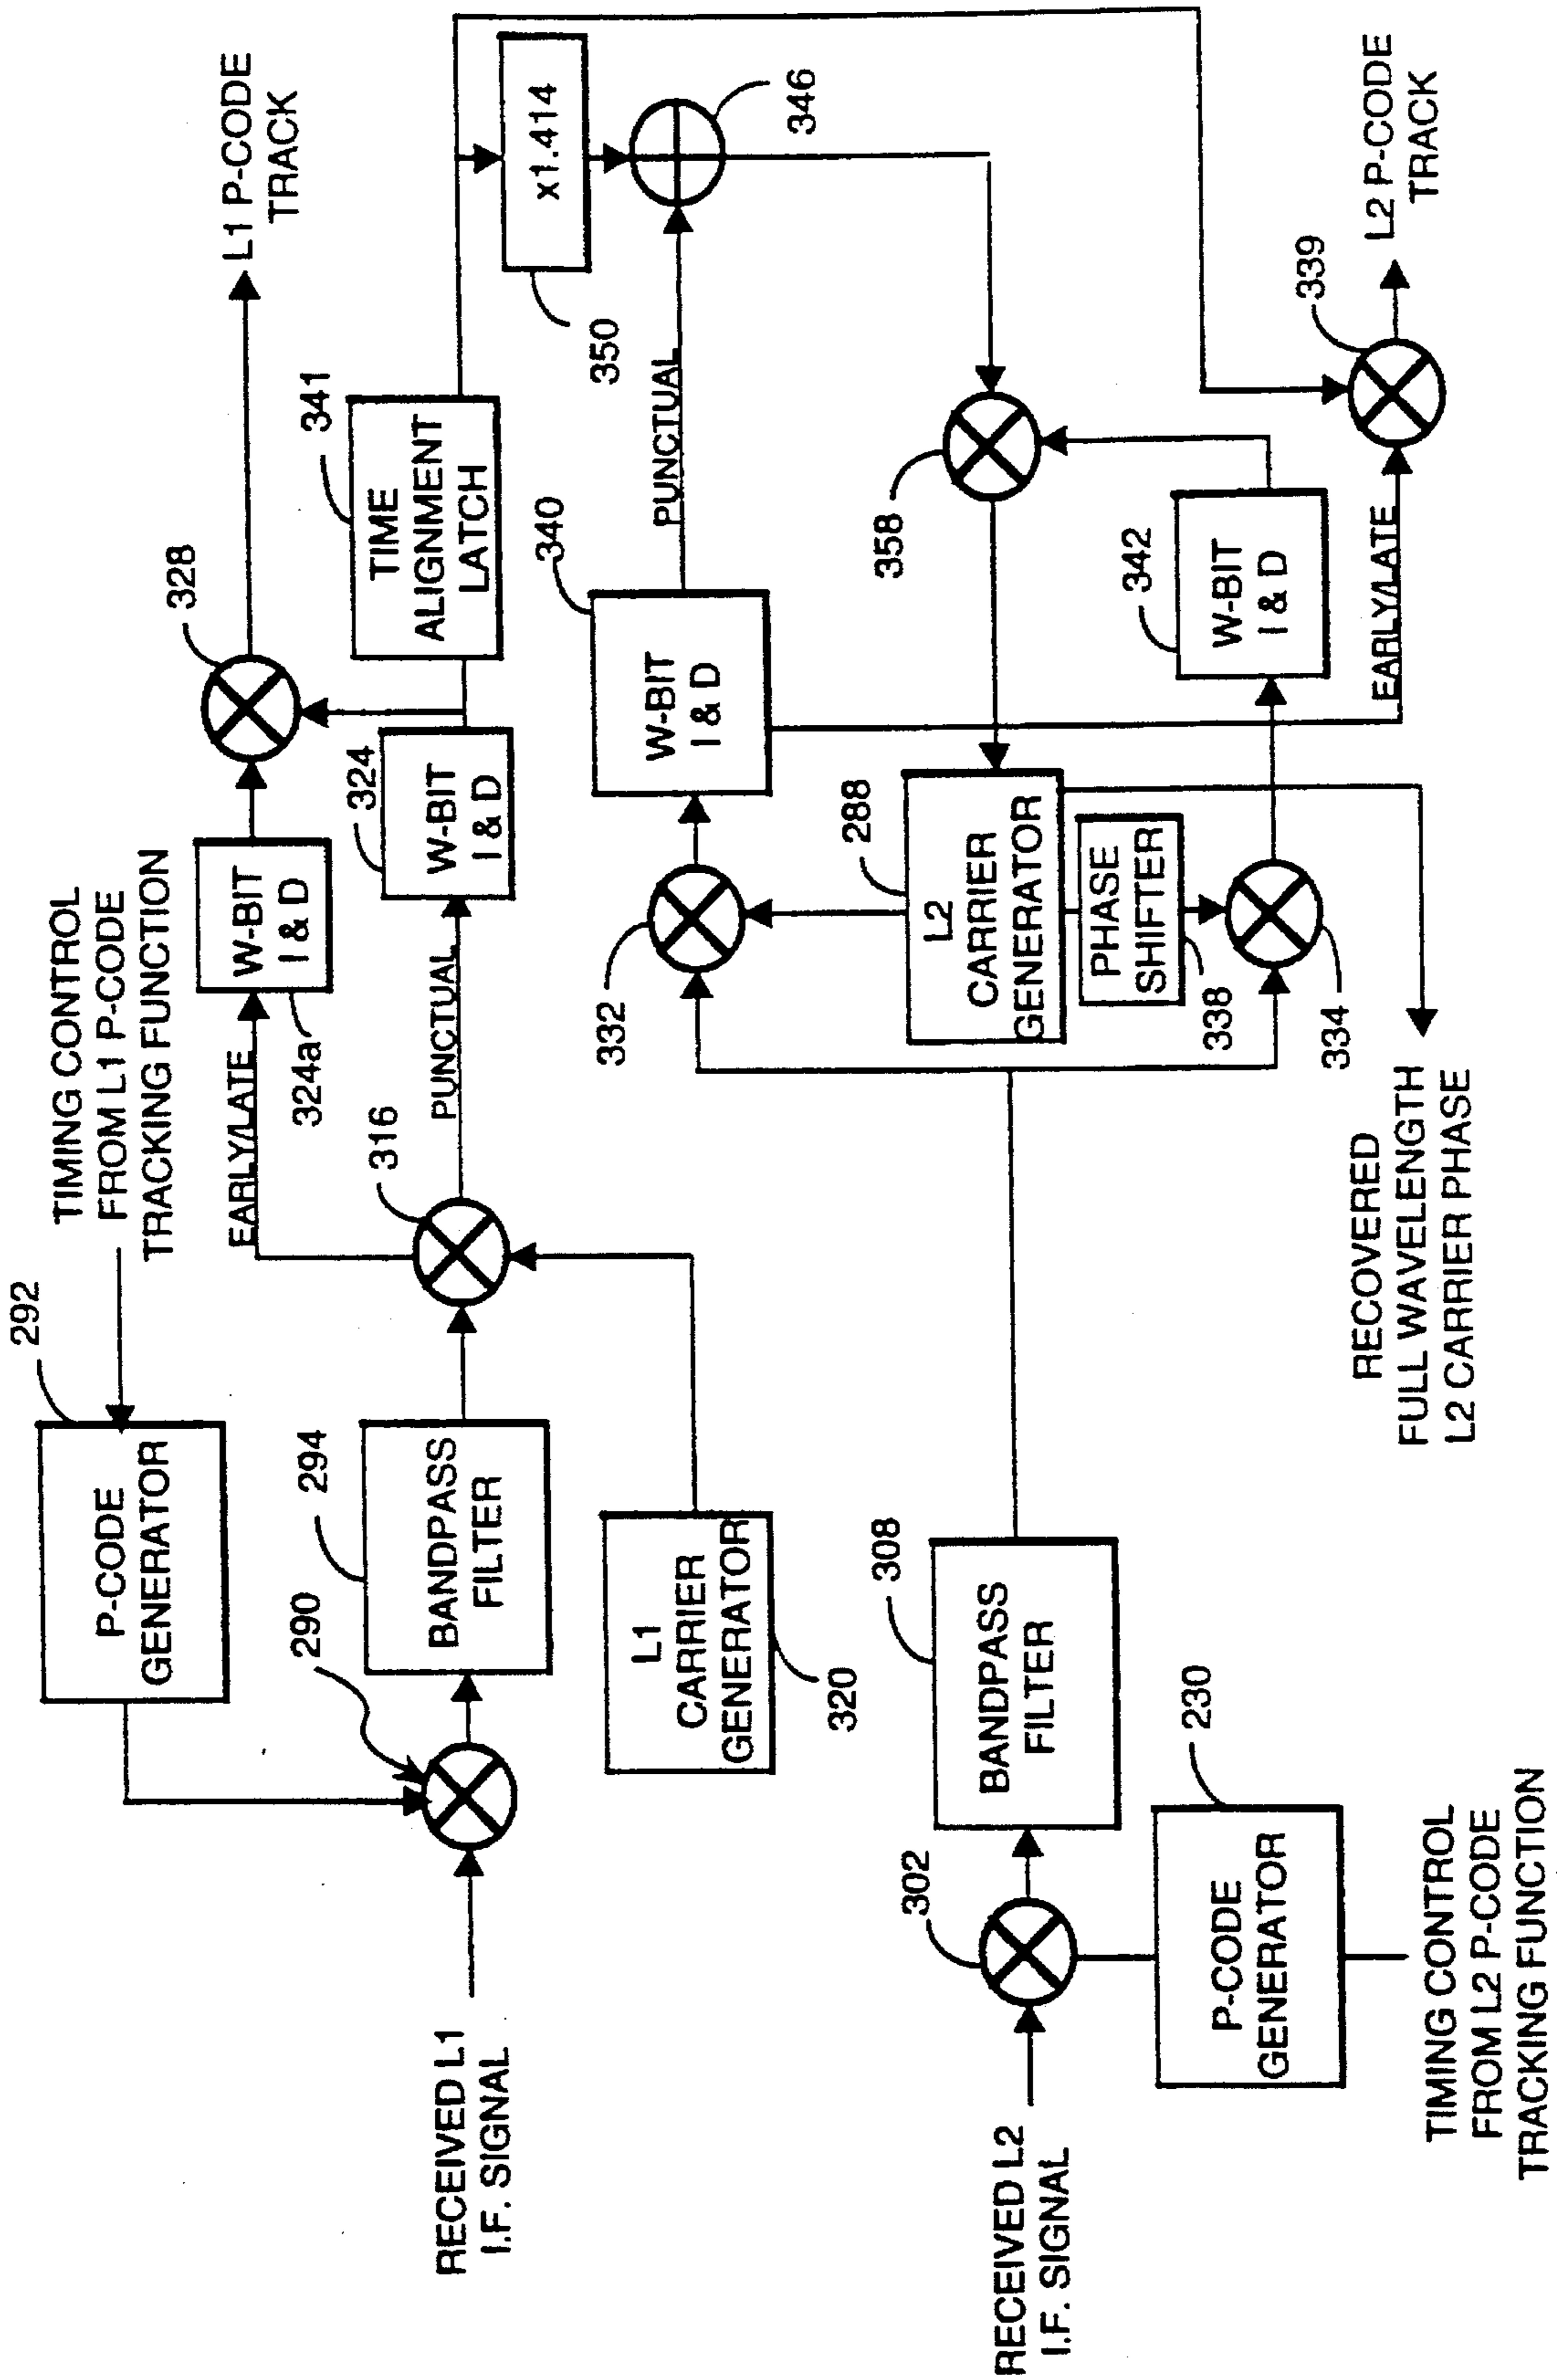 TIMING CONTROL
FROM L1 P-CODE
TRACKING FUNCTION
292
P-CODE
GENERATOR
290
294
BANDPASS
FILTER
RECEIVED L1
I.F. SIGNAL
L1
CARRIER
GENERATOR
320
316
EARLY/LATE
PUNCTUAL
324a
W-BIT
I & D
324
W-BIT
I & D
328
L1 P-CODE
TRACK
341
TIME
ALIGNMENT
LATCH
x1.414
350
346
340
W-BIT
I & D
PUNCTUAL
332
288
L2
CARRIER
GENERATOR
358
PHASE
SHIFTER
338
334
342
W-BIT
I & D
EARLY/LATE
339
L2 P-CODE
TRACK
RECOVERED
FULL WAVELENGTH
L2 CARRIER PHASE
308
BANDPASS
FILTER
302
RECEIVED L2
I.F. SIGNAL
230
P-CODE
GENERATOR
TIMING CONTROL
FROM L2 P-CODE
TRACKING FUNCTION